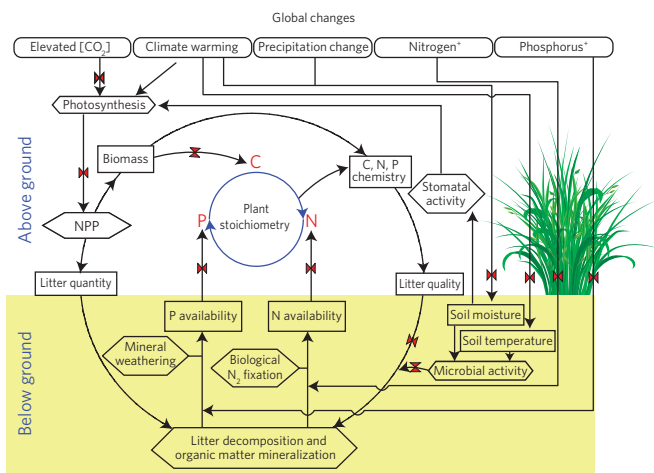 Global changes
Elevated [CO₂]
Climate warming
Precipitation change
Nitrogen⁺
Phosphorus⁺
Photosynthesis
Above ground
Biomass
C
C, N, P
chemistry
Stomatal
activity
Plant
stoichiometry
P
N
NPP
Litter quantity
Litter quality
P availability
N availability
Soil moisture
Soil temperature
Mineral
weathering
Biological
N₂ fixation
Microbial activity
Below ground
Litter decomposition and
organic matter mineralization